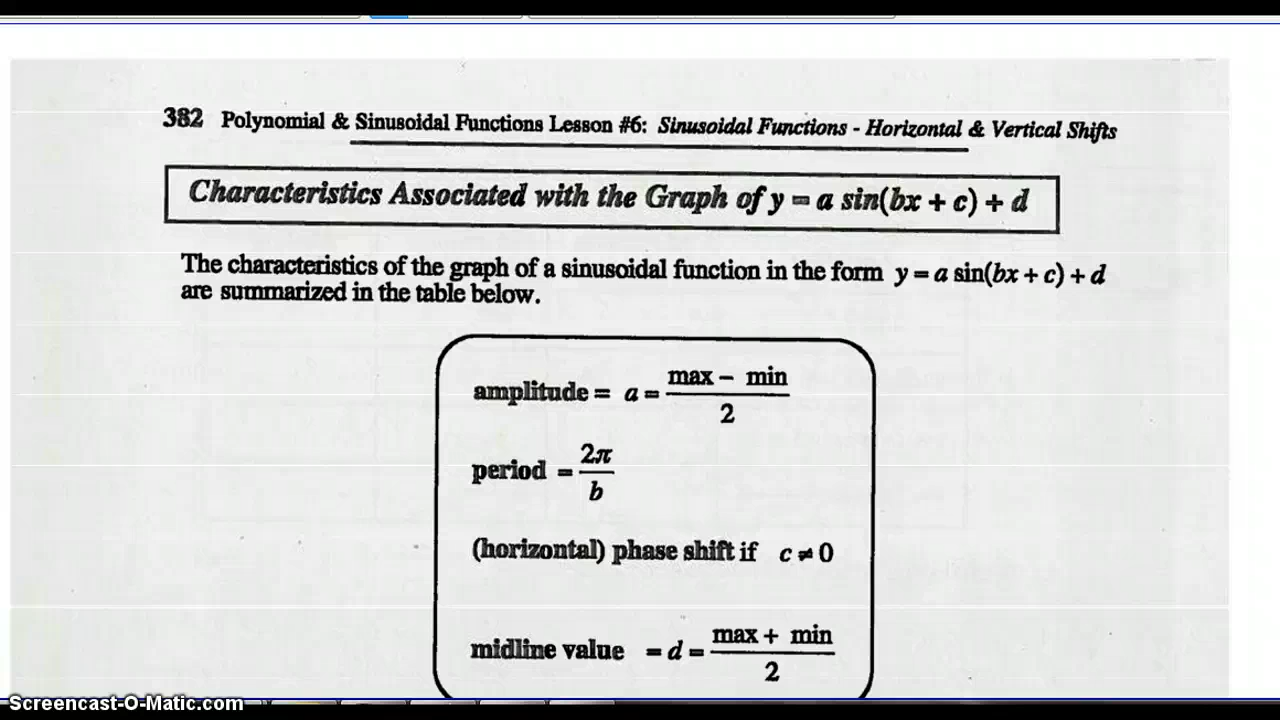 382 Polynomial & Sinusoidal Functions Lesson #6: Sinusoidal Functions - Horizontal & Vertical Shifts
Characteristics Associated with the Graph of y = a sin(bx + c) + d
The characteristics of the graph of a sinusoidal function in the form y = a sin(bx + c) + d
are summarized in the table below.
amplitude = a = max − min / 2
period = 2π / b
(horizontal) phase shift if c ≠ 0
midline value = d = max + min / 2
Screencast-O-Matic.com